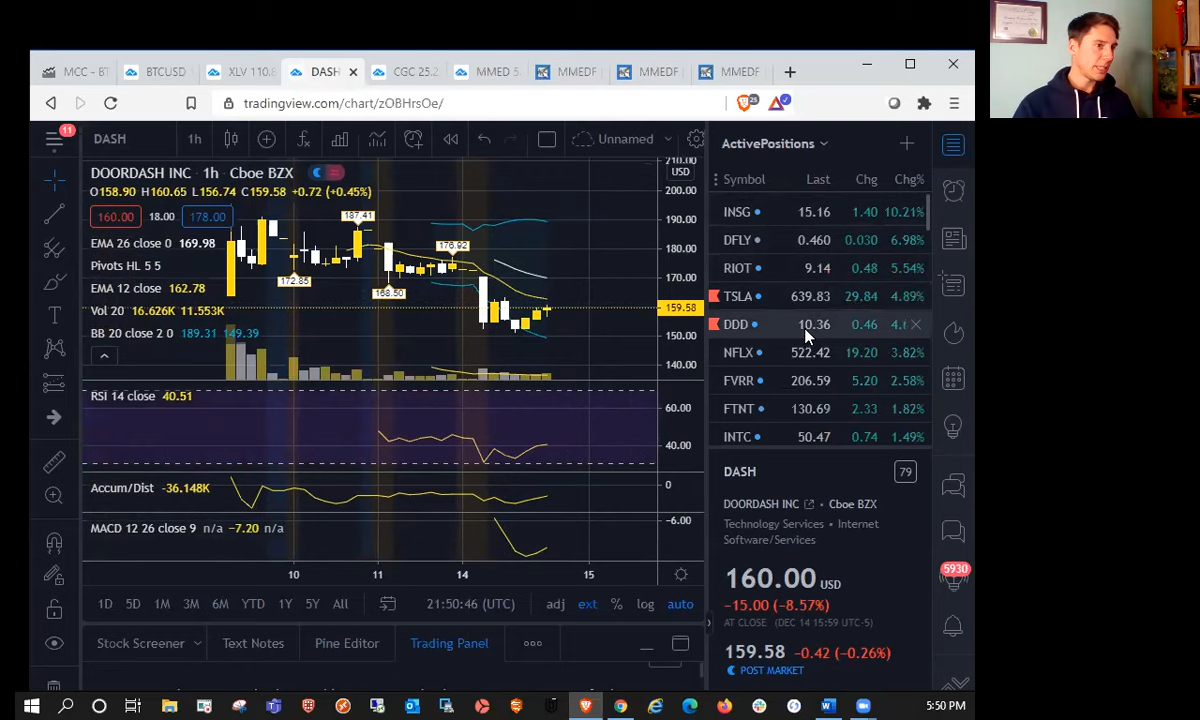 MCC - BT
BTCUSD
XLV 110.8
DASH
CGC 25.2
MMED 5.
MMEDF
MMEDF
MMEDF
tradingview.com/chart/zOBHrsOe/
25
11
DASH
1h
Unnamed
DOORDASH INC · 1h · Cboe BZX
O158.90 H160.65 L156.74 C159.58 +0.72 (+0.45%)
160.00 18.00 178.00
EMA 26 close 0 169.98
Pivots HL 5 5
EMA 12 close 162.78
Vol 20 16.626K 11.553K
BB 20 close 2 0 189.31 149.39
187.41
176.92
172.85
168.50
210.00
USD
200.00
190.00
180.00
170.00
159.58
150.00
140.00
RSI 14 close 40.51
60.00
40.00
Accum/Dist -36.148K
0
MACD 12 26 close 9 n/a -7.20 n/a
-6.00
10 11 14 15
1D 5D 1M 3M 6M YTD 1Y 5Y All
21:50:46 (UTC)
adj ext % log auto
Stock Screener
Text Notes
Pine Editor
Trading Panel
ActivePositions
Symbol Last Chg Chg%
INSG 15.16 1.40 10.21%
DFLY 0.460 0.030 6.98%
RIOT 9.14 0.48 5.54%
TSLA 639.83 29.84 4.89%
DDD 10.36 0.46
NFLX 522.42 19.20 3.82%
FVRR 206.59 5.20 2.58%
FTNT 130.69 2.33 1.82%
INTC 50.47 0.74 1.49%
DASH
79
DOORDASH INC · Cboe BZX
Technology Services · Internet
Software/Services
160.00 USD
-15.00 (-8.57%)
AT CLOSE (DEC 14 15:59 UTC-5)
159.58 -0.42 (-0.26%)
POST MARKET
5930
5:50 PM